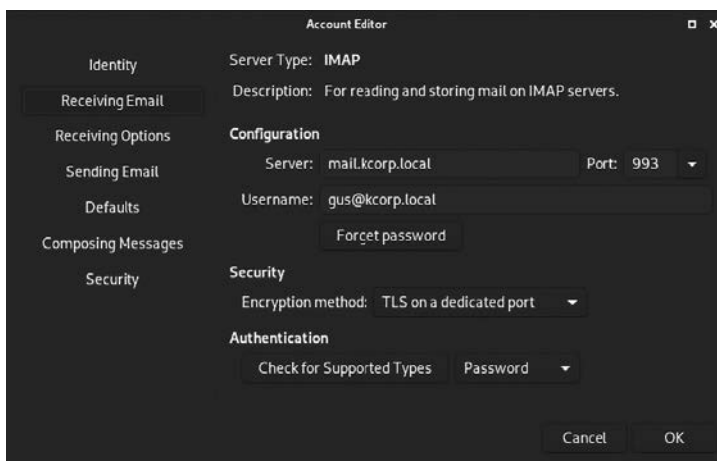 Account Editor
Identity
Receiving Email
Receiving Options
Sending Email
Defaults
Composing Messages
Security
Server Type: IMAP
Description: For reading and storing mail on IMAP servers.
Configuration
Server: mail.kcorp.local Port: 993
Username: gus@kcorp.local
Forget password
Security
Encryption method: TLS on a dedicated port
Authentication
Check for Supported Types Password
Cancel OK